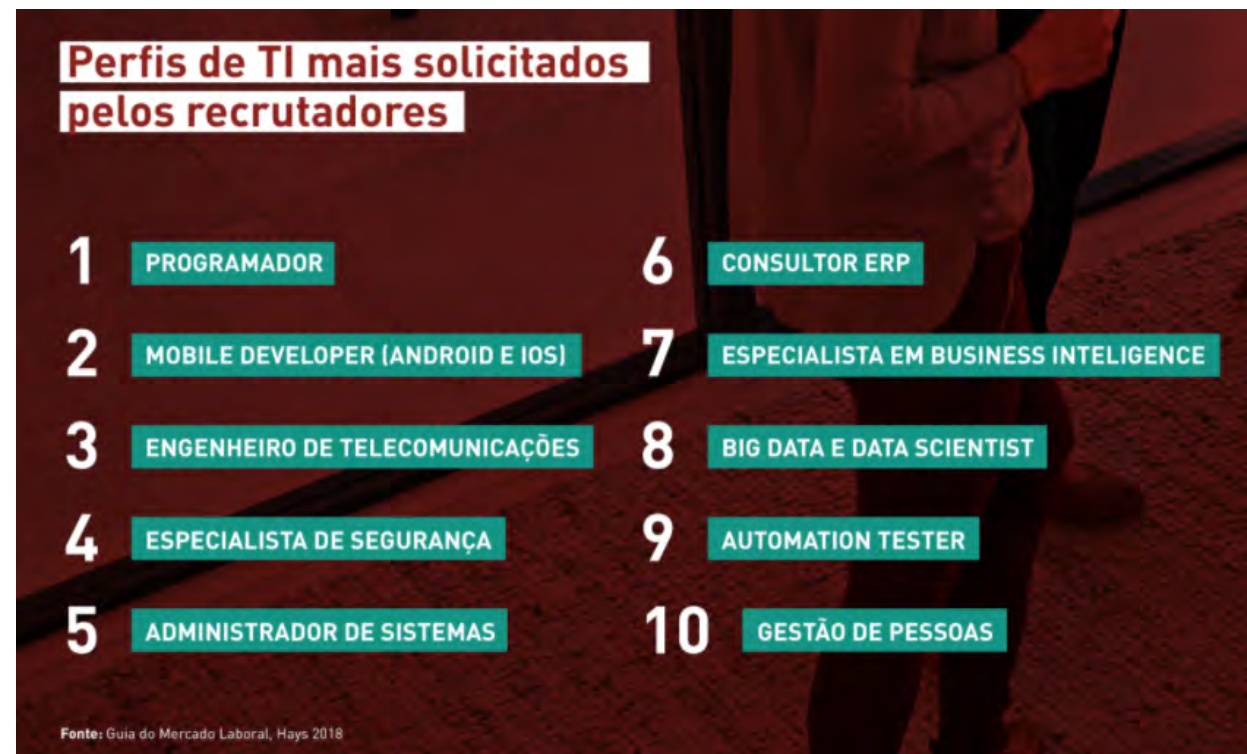 Perfis de TI mais solicitados
pelos recrutadores
1 PROGRAMADOR
2 MOBILE DEVELOPER (ANDROID E IOS)
3 ENGENHEIRO DE TELECOMUNICAÇÕES
4 ESPECIALISTA DE SEGURANÇA
5 ADMINISTRADOR DE SISTEMAS
6 CONSULTOR ERP
7 ESPECIALISTA EM BUSINESS INTELIGENCE
8 BIG DATA E DATA SCIENTIST
9 AUTOMATION TESTER
10 GESTÃO DE PESSOAS
Fonte: Guia do Mercado Laboral, Hays 2018